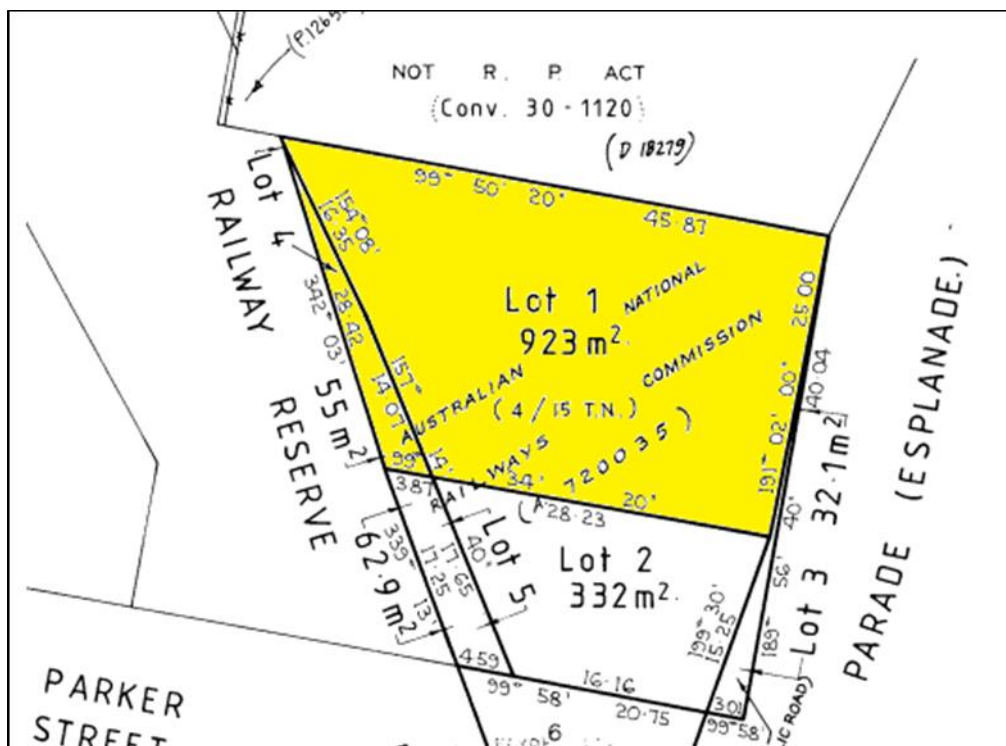 NOT R. P. ACT
(Conv. 30 - 1120)
(D 18279)
99° 50' 20"
45·87
Lot 4
RAILWAY
RESERVE
154° 08'
16·35
28·42
342° 03'
55 m²
157°
14'
40"
14·07
Lot 1
923 m².
AUSTRALIAN NATIONAL
RAILWAYS COMMISSION
( 4 / 15 T.N. )
(A. 720035 )
25·00
191° 02' 00"
40·04
PARADE (ESPLANADE.)
99° 34' 20"
3·87
28·23
Lot 5
62·9 m²
339° 13'
17·25
17·65
Lot 2
332 m².
199° 30'
15·25
189° 56' 40"
Lot 3
32·1 m²
4·59
99° 58'
16·16
20·75
3·01
99° 58'
ROAD)
PARKER
STREET
6